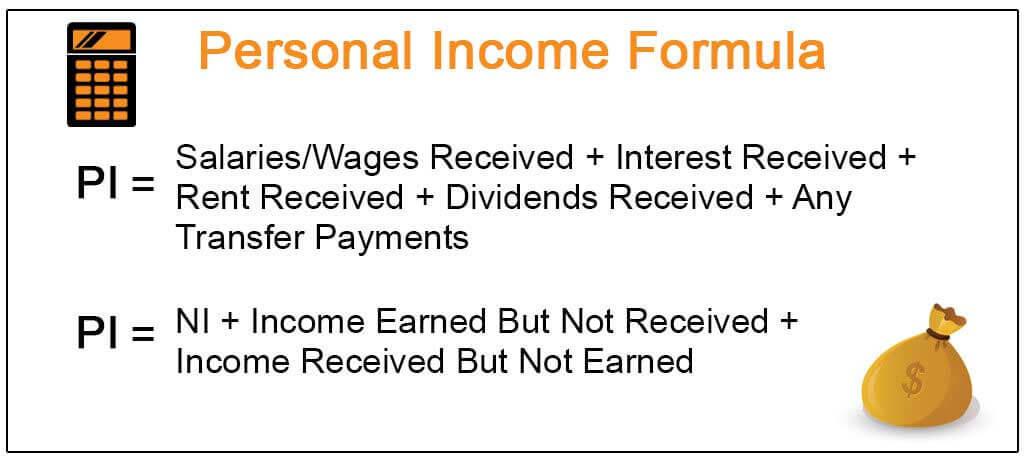 Personal Income Formula
PI = Salaries/Wages Received + Interest Received +
Rent Received + Dividends Received + Any
Transfer Payments
PI = NI + Income Earned But Not Received +
Income Received But Not Earned
$